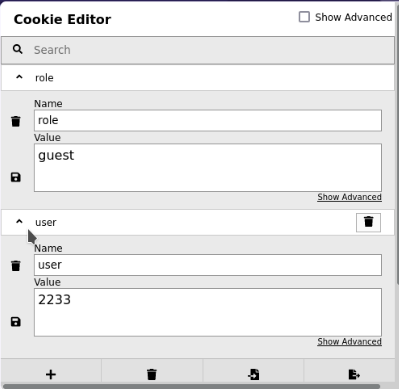 Cookie Editor
Show Advanced
Search
role
Name
role
Value
guest
Show Advanced
user
Name
user
Value
2233
Show Advanced